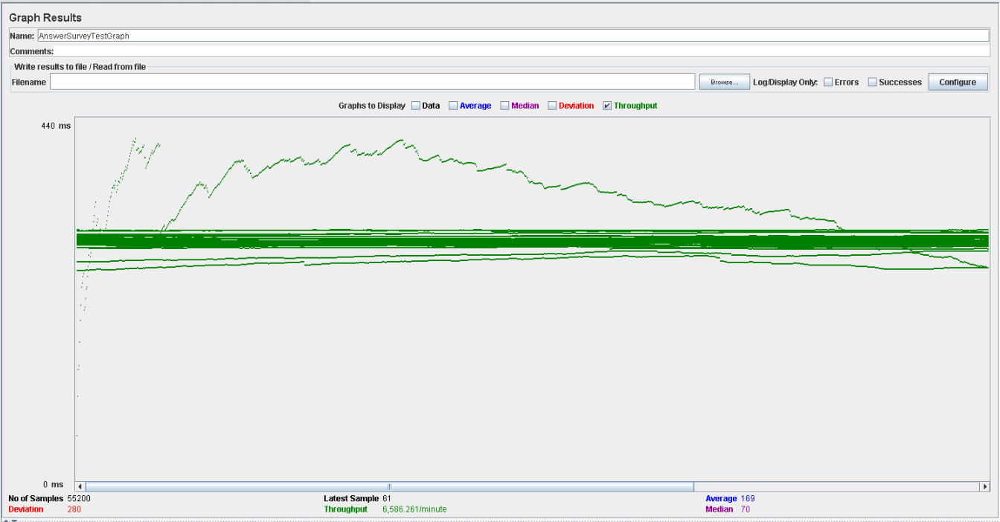 Graph Results
Name: AnswerSurveyTestGraph
Comments:
Write results to file / Read from file
Filename Browse... Log/Display Only: Errors Successes Configure
Graphs to Display Data Average Median Deviation Throughput
440 ms
0 ms
No of Samples 55200 Latest Sample 61 Average 169
Deviation 280 Throughput 6,586.261/minute Median 70